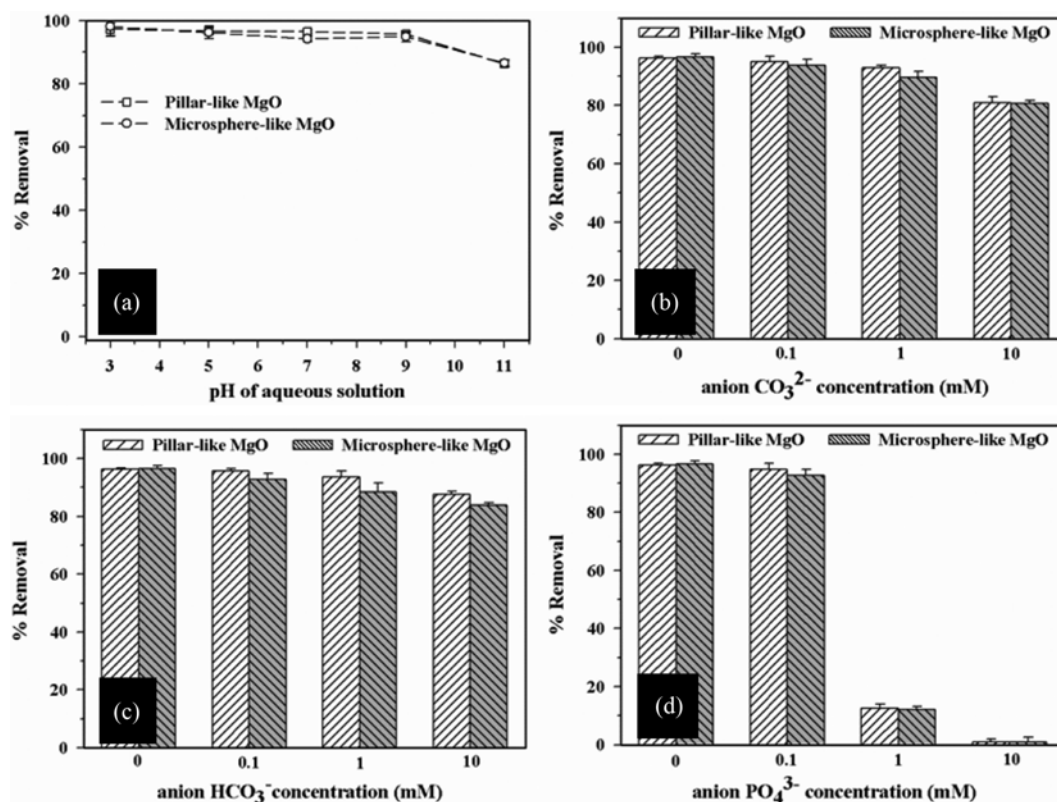 100
80
60
40
20
0
% Removal
Pillar-like MgO
Microsphere-like MgO
(a)
3 4 5 6 7 8 9 10 11
pH of aqueous solution
Pillar-like MgO Microsphere-like MgO
100
80
60
40
20
0
% Removal
(b)
0 0.1 1 10
anion CO₃²⁻ concentration (mM)
Pillar-like MgO Microsphere-like MgO
100
80
60
40
20
0
% Removal
(c)
0 0.1 1 10
anion HCO₃⁻concentration (mM)
Pillar-like MgO Microsphere-like MgO
100
80
60
40
20
0
% Removal
(d)
0 0.1 1 10
anion PO₄³⁻ concentration (mM)